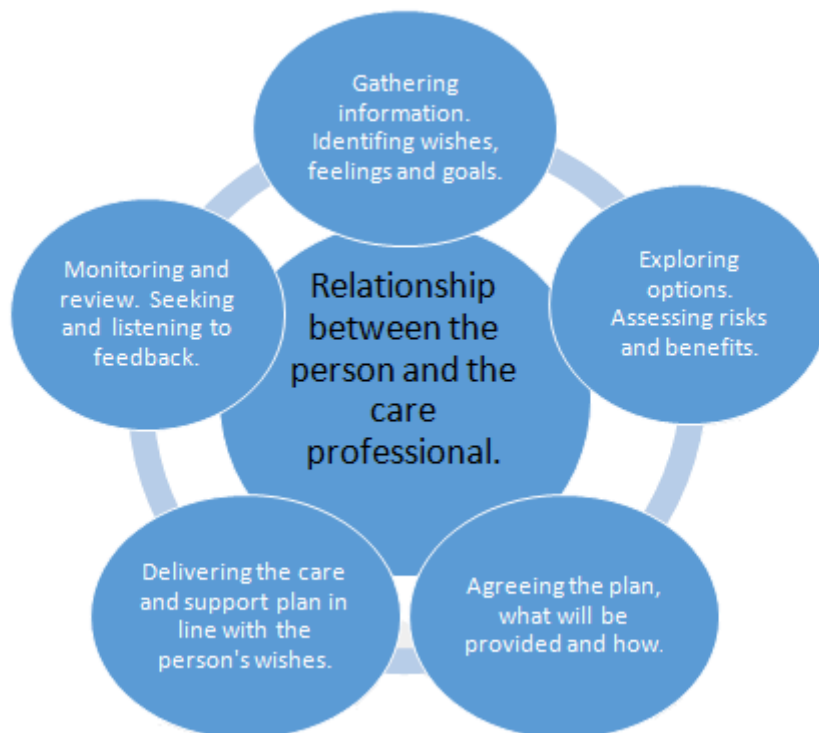 Gathering
information.
Identifing wishes,
feelings and goals.
Exploring
options.
Assessing risks
and benefits.
Agreeing the plan,
what will be
provided and how.
Delivering the care
and support plan in
line with the
person's wishes.
Monitoring and
review. Seeking
and listening to
feedback.
Relationship
between the
person and the
care
professional.